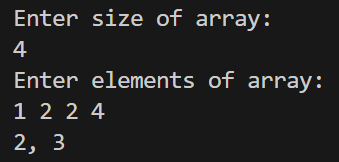 Enter size of array:
4
Enter elements of array:
1 2 2 4
2, 3